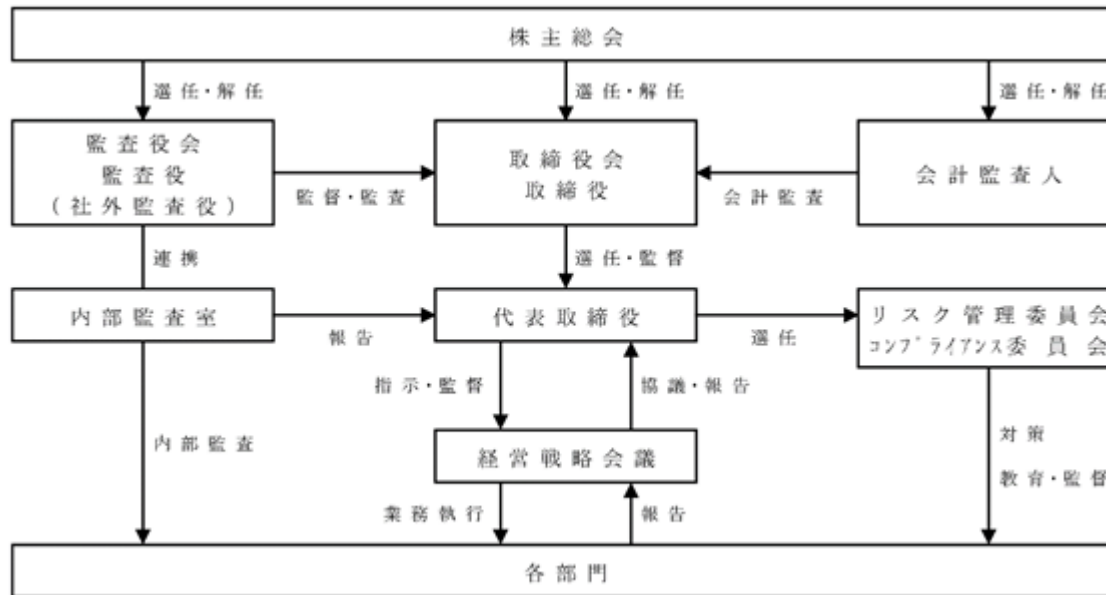 株主総会
選任・解任
選任・解任
選任・解任
監査役会
監査役
(社外監査役)
監督・監査
取締役会
取締役
会計監査
会計監査人
連携
選任・監督
内部監査室
報告
代表取締役
選任
リスク管理委員会
コンプライアンス委員会
指示・監督
協議・報告
内部監査
経営戦略会議
対策
教育・監督
業務執行
報告
各部門